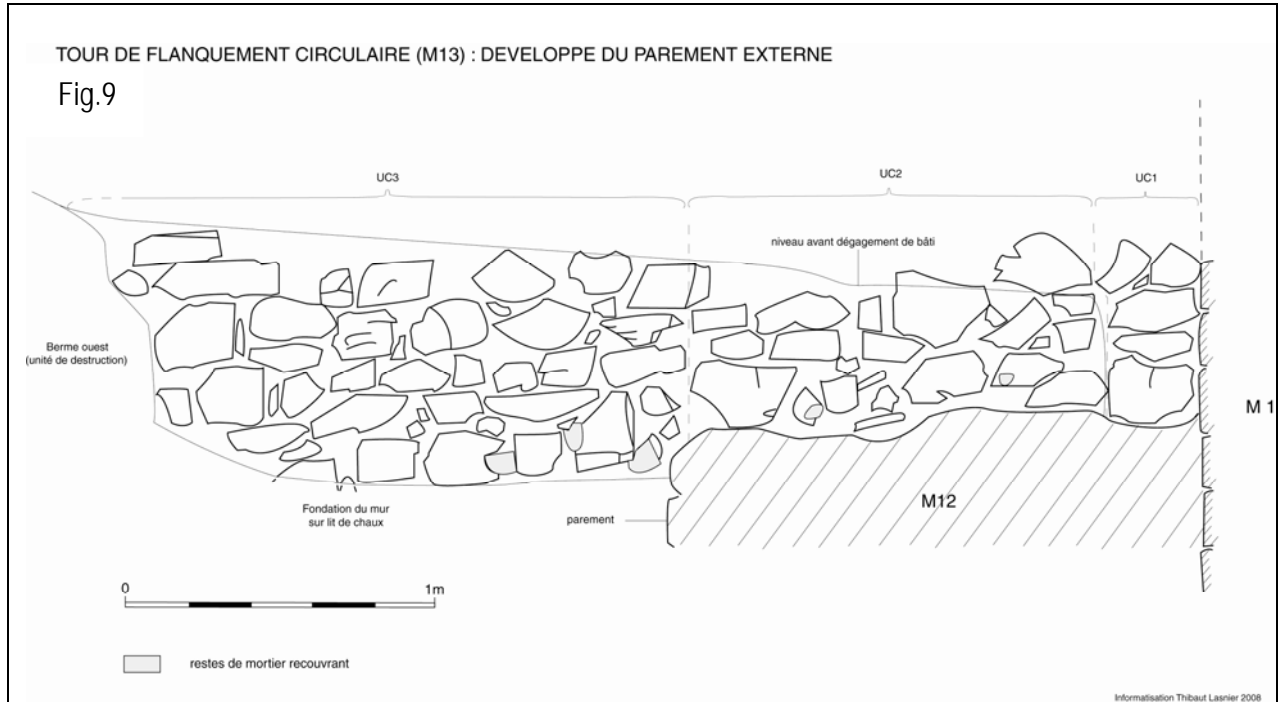 TOUR DE FLANQUEMENT CIRCULAIRE (M13) : DEVELOPPE DU PAREMENT EXTERNE
Fig.9
UC3
UC2
UC1
niveau avant dégagement de bâti
Berme ouest
(unité de destruction)
M 1
M12
Fondation du mur
sur lit de chaux
parement
0
1m
restes de mortier recouvrant
Informatisation Thibaut Lasnier 2008